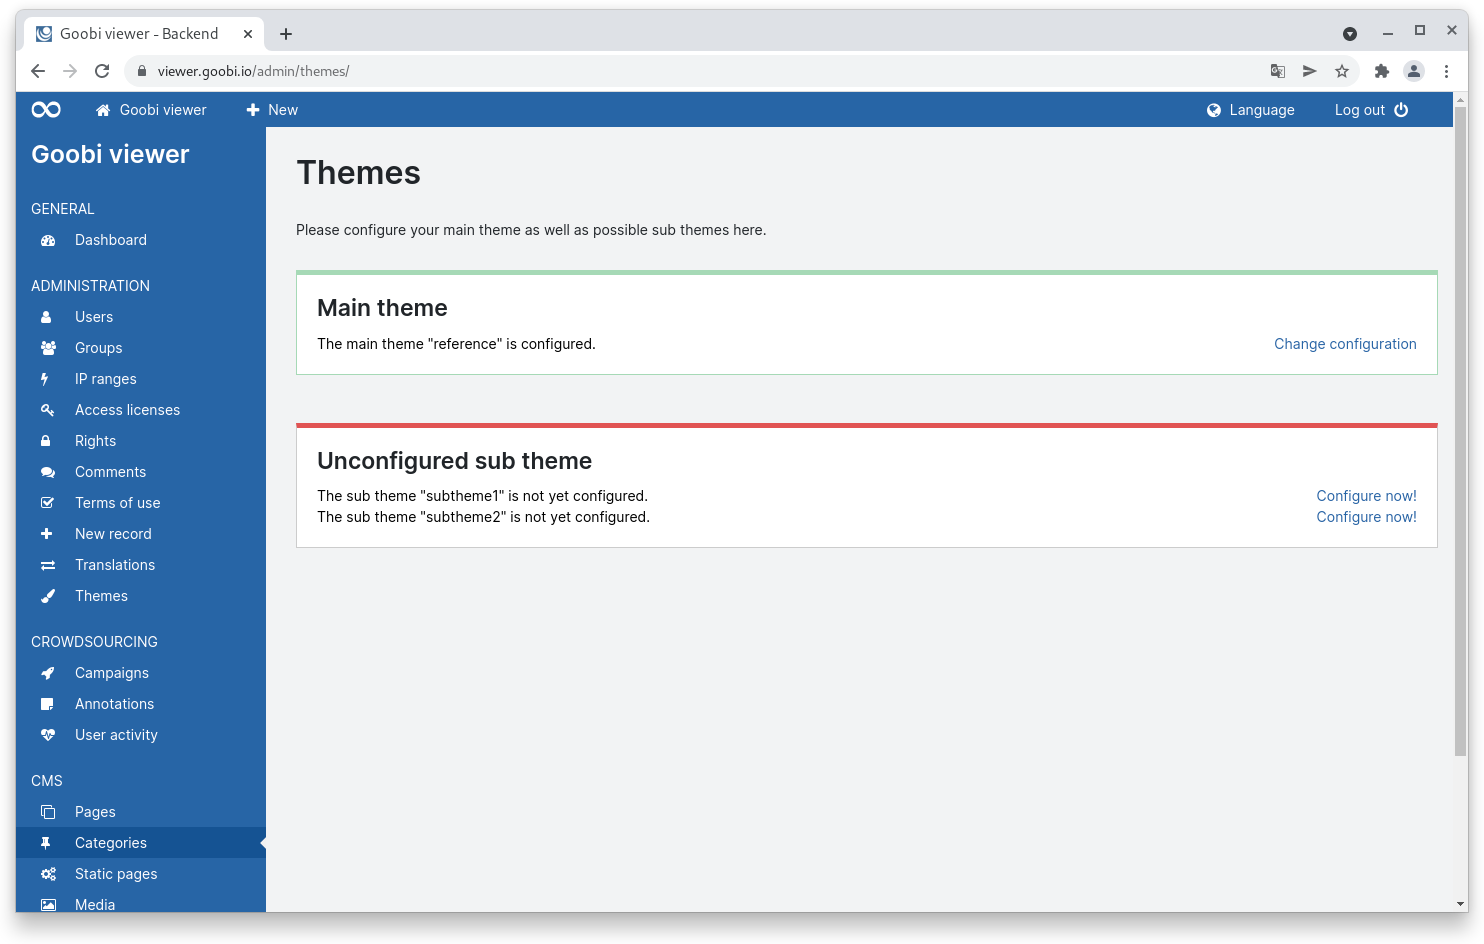 Goobi viewer - Backend
viewer.goobi.io/admin/themes/
Goobi viewer
New
Language
Log out
Goobi viewer
GENERAL
Dashboard
ADMINISTRATION
Users
Groups
IP ranges
Access licenses
Rights
Comments
Terms of use
New record
Translations
Themes
CROWDSOURCING
Campaigns
Annotations
User activity
CMS
Pages
Categories
Static pages
Media
Themes
Please configure your main theme as well as possible sub themes here.
Main theme
The main theme "reference" is configured.
Change configuration
Unconfigured sub theme
The sub theme "subtheme1" is not yet configured.
Configure now!
The sub theme "subtheme2" is not yet configured.
Configure now!